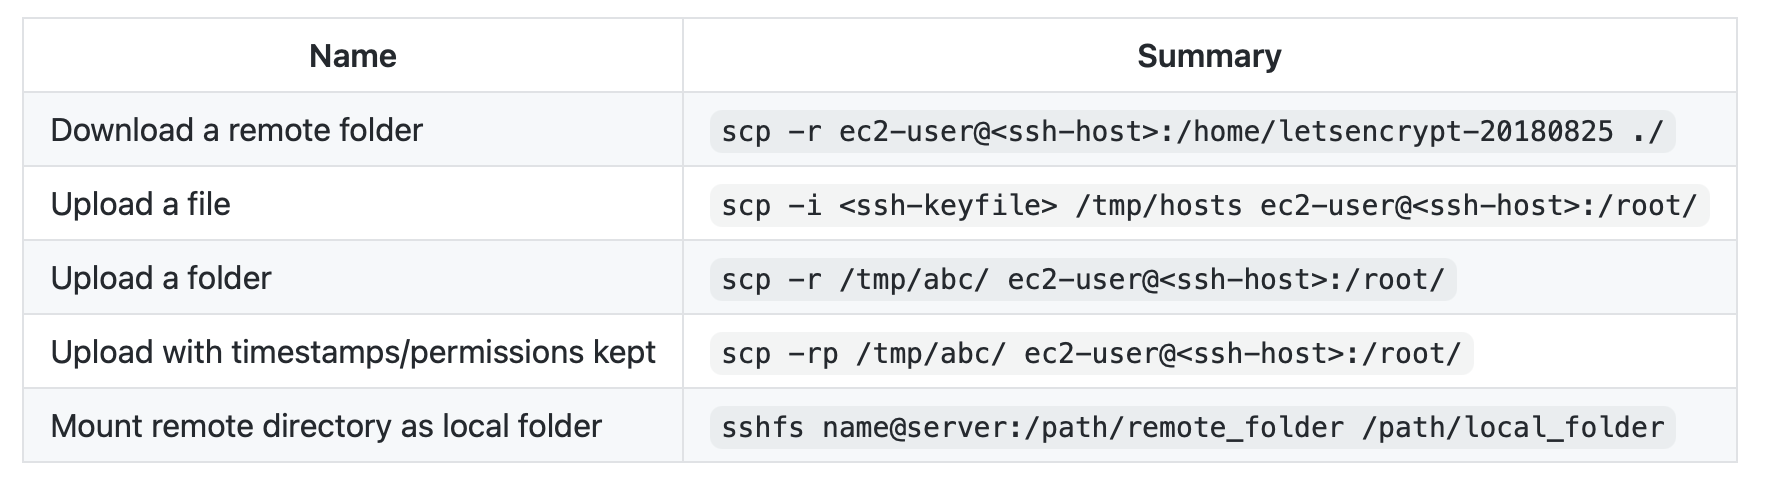 Name Summary
Download a remote folder scp -r ec2-user@<ssh-host>:/home/letsencrypt-20180825 ./
Upload a file scp -i <ssh-keyfile> /tmp/hosts ec2-user@<ssh-host>:/root/
Upload a folder scp -r /tmp/abc/ ec2-user@<ssh-host>:/root/
Upload with timestamps/permissions kept scp -rp /tmp/abc/ ec2-user@<ssh-host>:/root/
Mount remote directory as local folder sshfs name@server:/path/remote_folder /path/local_folder